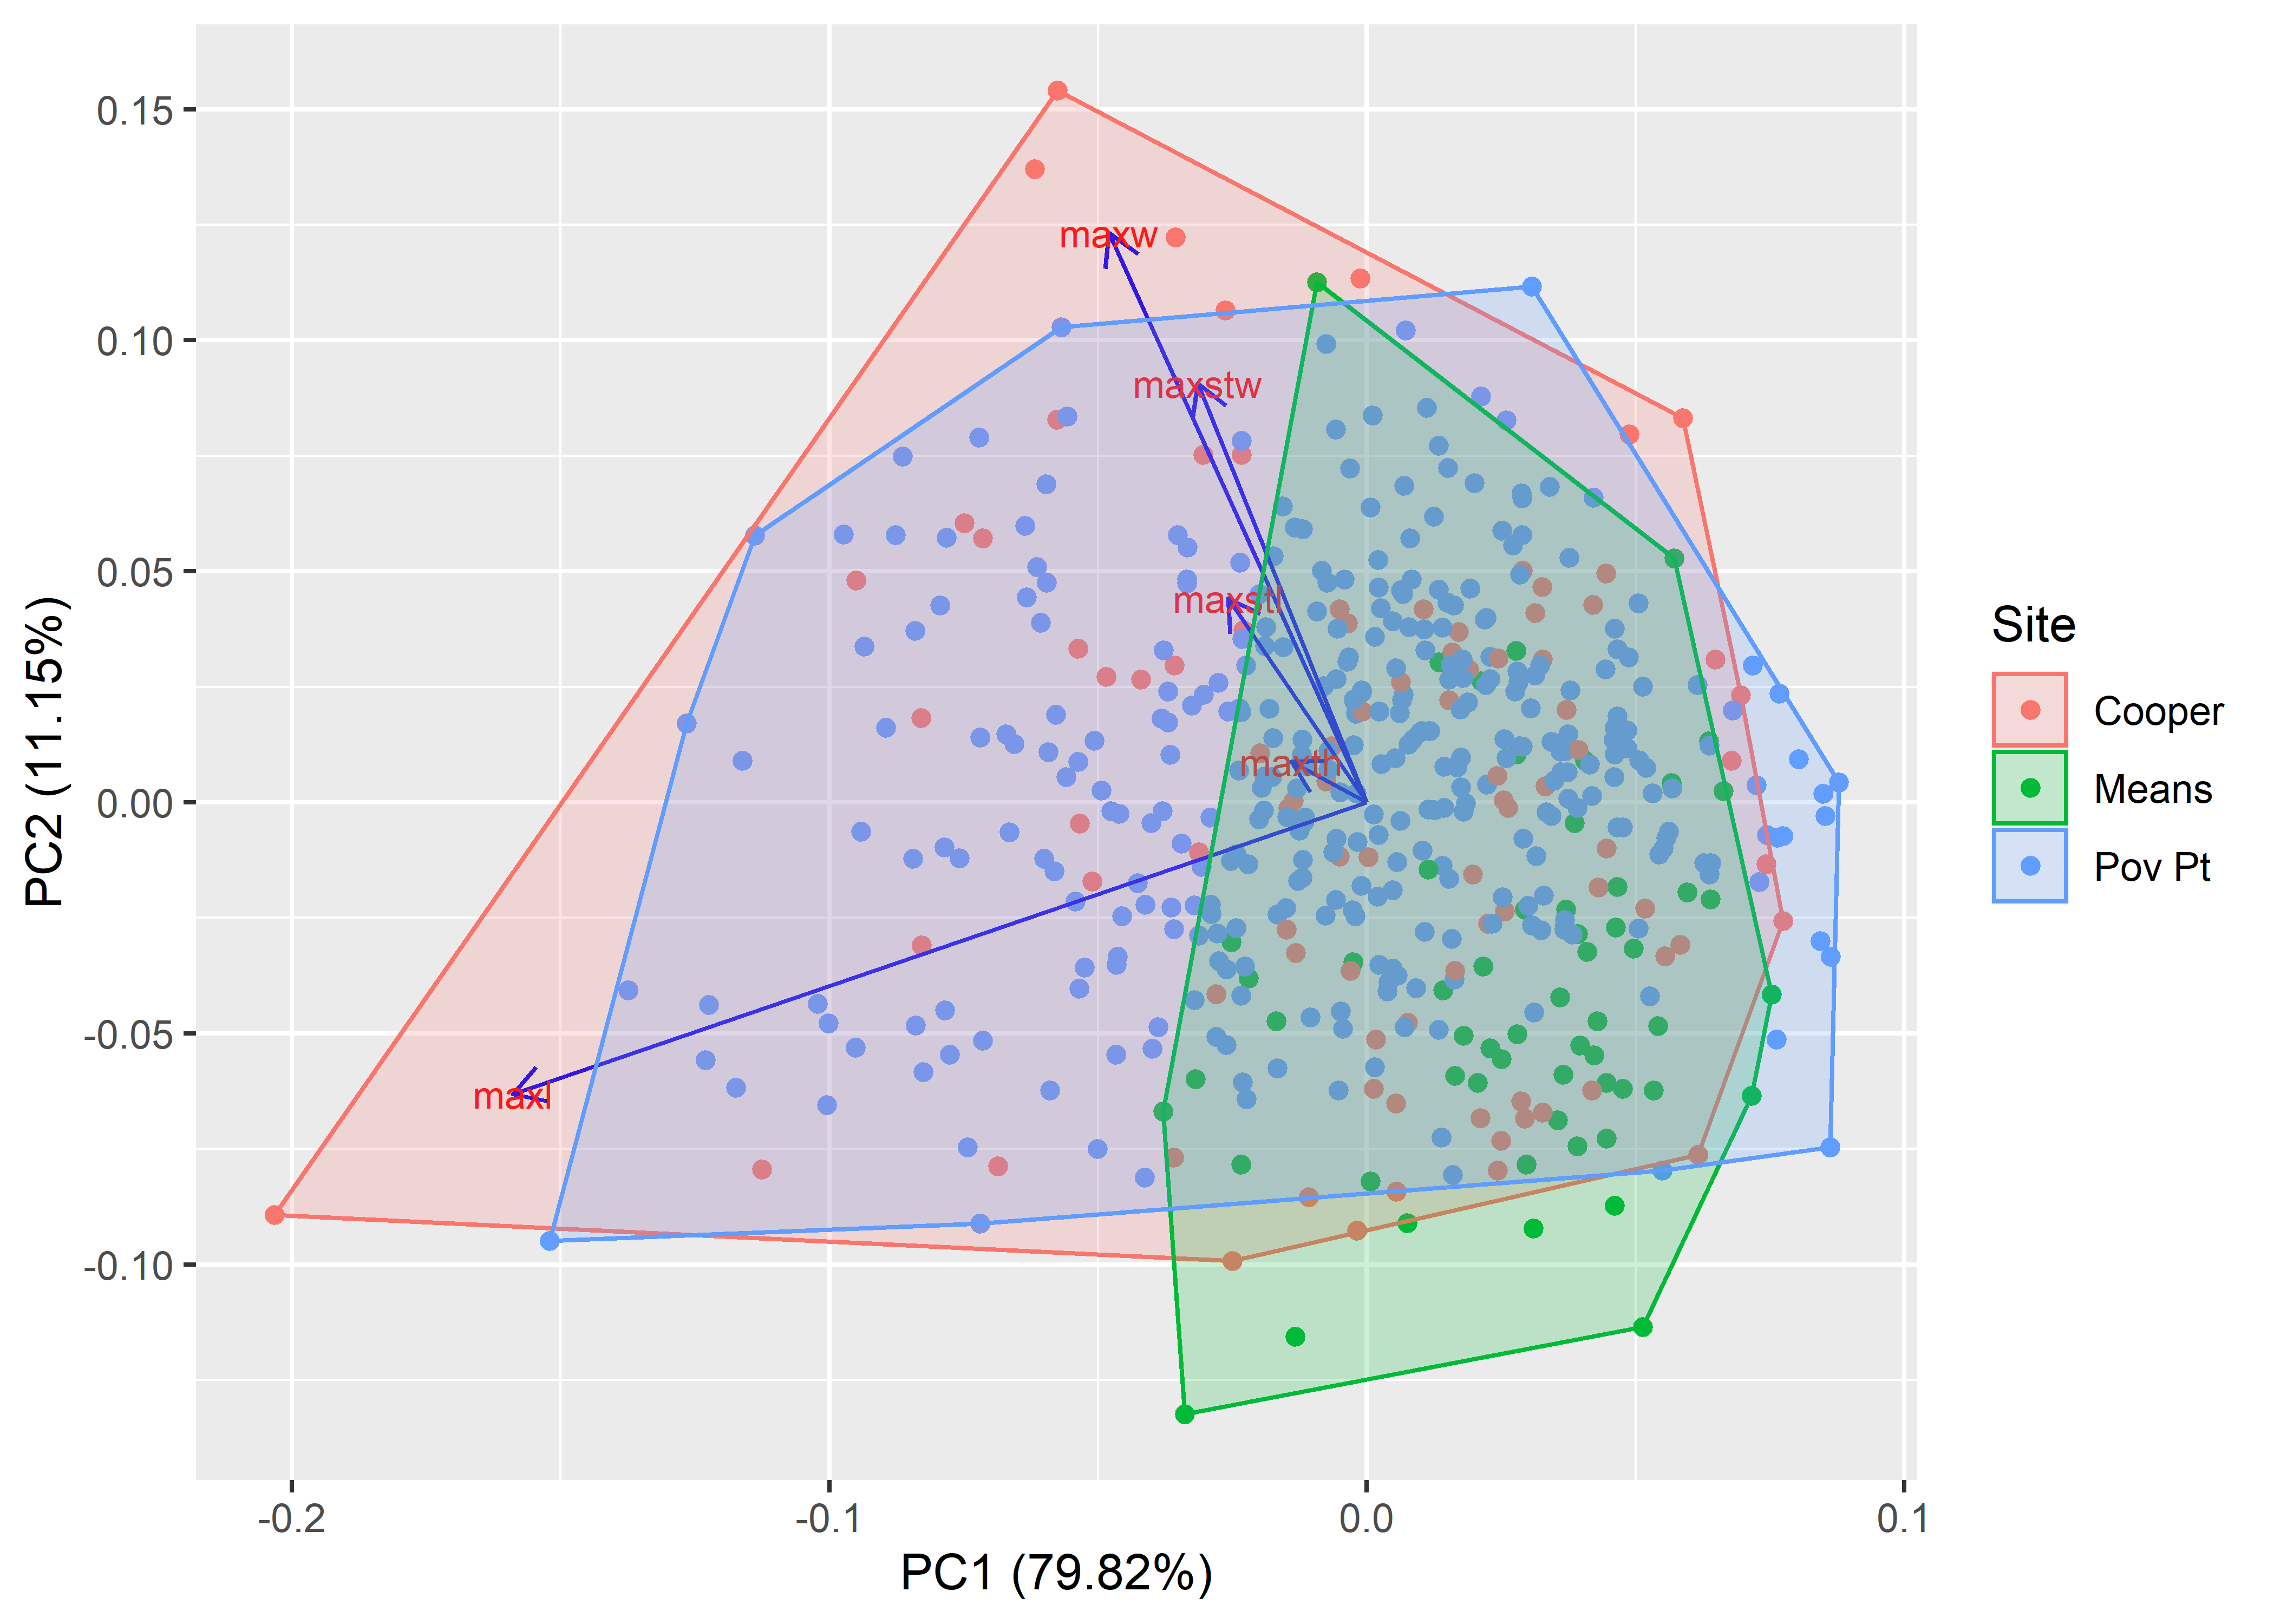 0.15
0.10
0.05
0.00
-0.05
-0.10
PC2 (11.15%)
maxw
maxstw
maxstl
maxth
maxl
-0.2
-0.1
0.0
0.1
PC1 (79.82%)
Site
Cooper
Means
Pov Pt